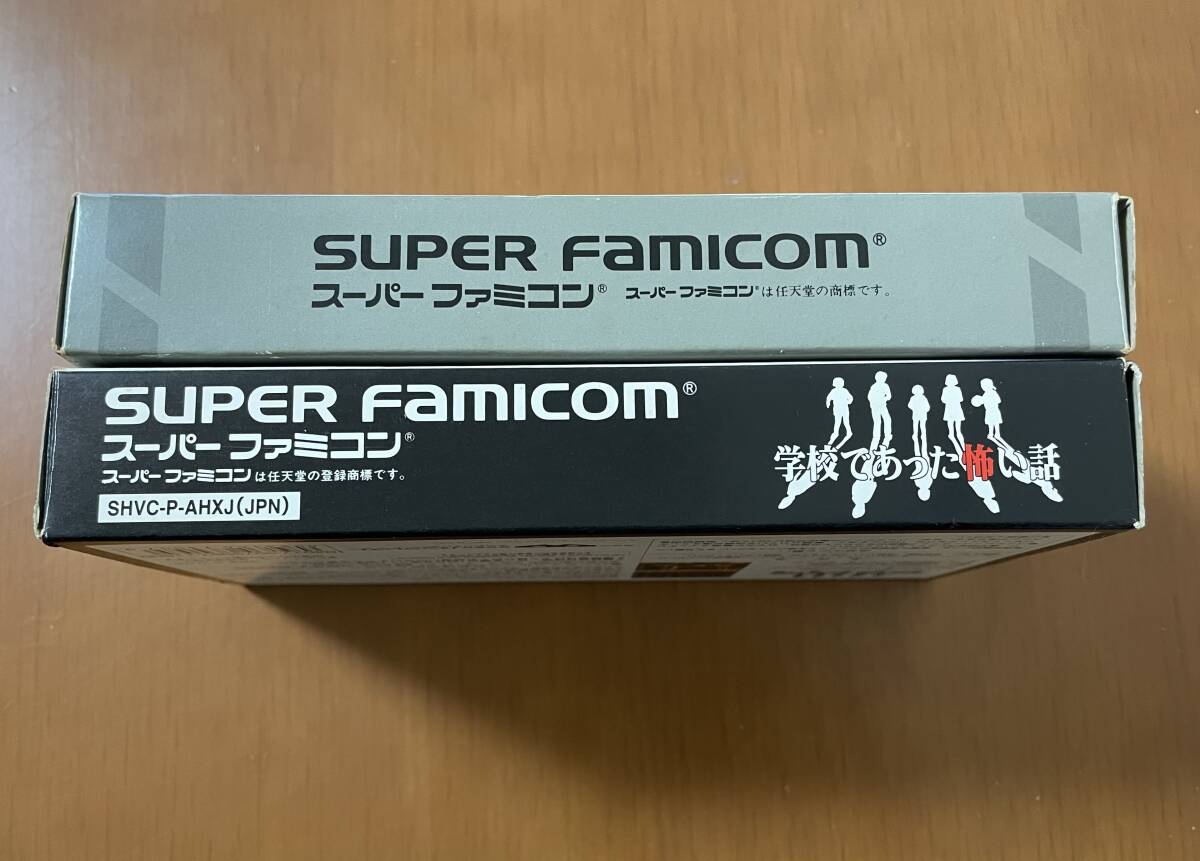 SUPER FAMICOM®
スーパーファミコン® スーパーファミコン®は任天堂の商標です。
SUPER FAMICOM®
スーパーファミコン®
スーパーファミコンは任天堂の登録商標です。
SHVC-P-AHXJ(JPN)
学校であった怖い話